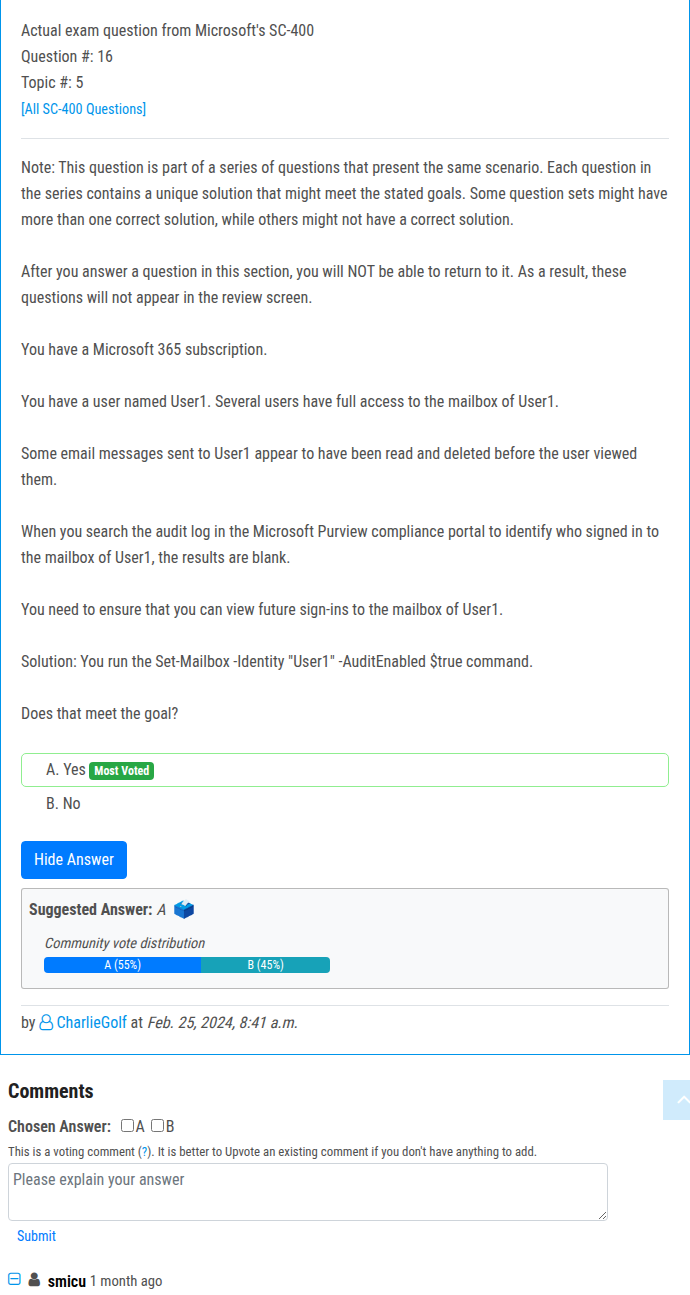 Actual exam question from Microsoft's SC-400
Question #: 16
Topic #: 5
[All SC-400 Questions]
Note: This question is part of a series of questions that present the same scenario. Each question in
the series contains a unique solution that might meet the stated goals. Some question sets might have
more than one correct solution, while others might not have a correct solution.
After you answer a question in this section, you will NOT be able to return to it. As a result, these
questions will not appear in the review screen.
You have a Microsoft 365 subscription.
You have a user named User1. Several users have full access to the mailbox of User1.
Some email messages sent to User1 appear to have been read and deleted before the user viewed
them.
When you search the audit log in the Microsoft Purview compliance portal to identify who signed in to
the mailbox of User1, the results are blank.
You need to ensure that you can view future sign-ins to the mailbox of User1.
Solution: You run the Set-Mailbox -Identity "User1" -AuditEnabled $true command.
Does that meet the goal?
A. Yes Most Voted
B. No
Hide Answer
Suggested Answer: A
Community vote distribution
A (55%) B (45%)
by CharlieGolf at Feb. 25, 2024, 8:41 a.m.
Comments
Chosen Answer: A B
This is a voting comment (?). It is better to Upvote an existing comment if you don't have anything to add.
Please explain your answer
Submit
smicu 1 month ago